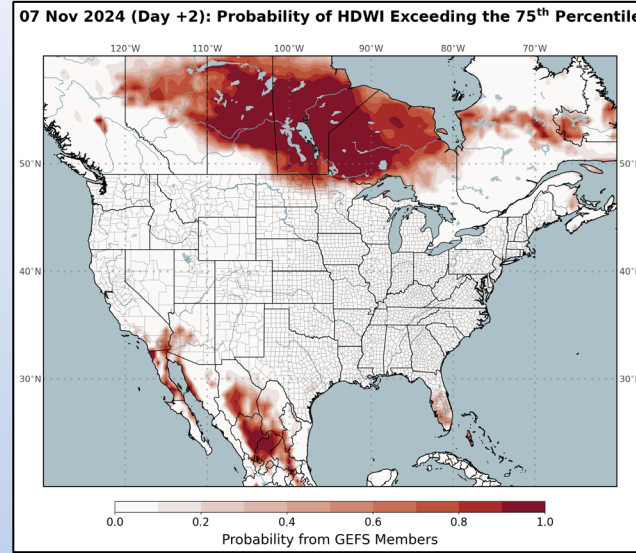 07 Nov 2024 (Day +2): Probability of HDWI Exceeding the 75th Percentile
120°W 110°W 100°W 90°W 80°W 70°W
50°N 50°N
40°N 40°N
30°N 30°N
0.0 0.2 0.4 0.6 0.8 1.0
Probability from GEFS Members